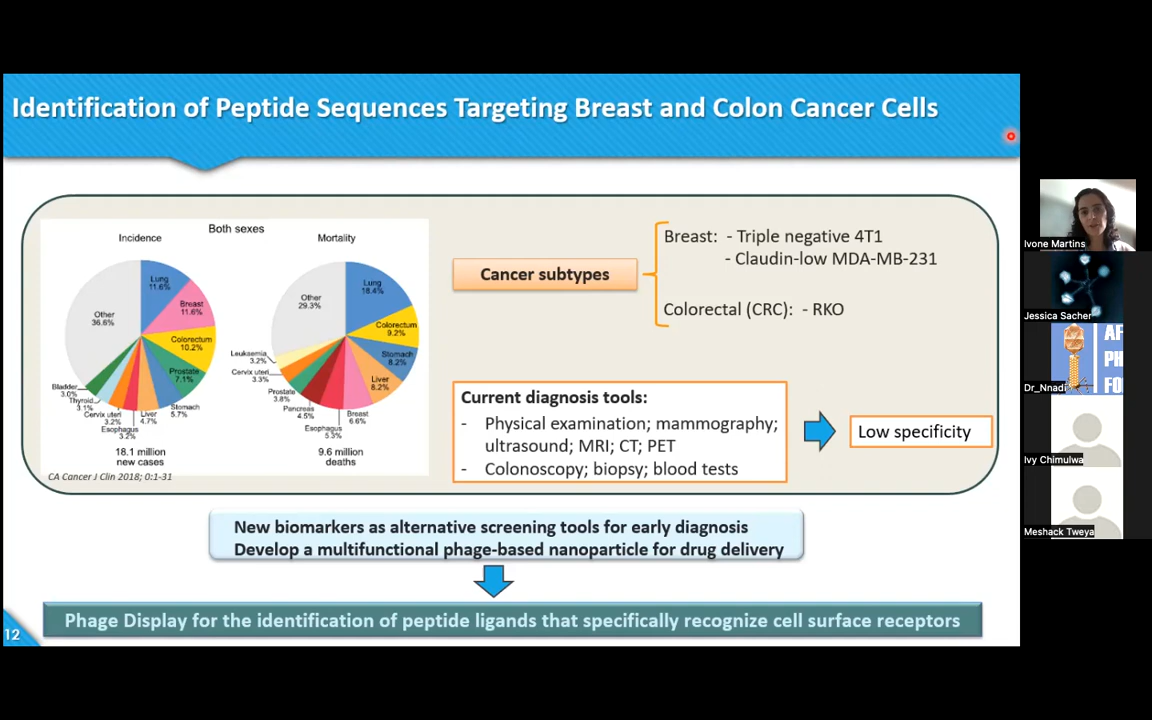 Identification of Peptide Sequences Targeting Breast and Colon Cancer Cells
Both sexes
Incidence
Mortality
Lung
11.6%
Breast
11.6%
Colorectum
10.2%
Prostate
7.1%
Stomach
5.7%
Liver
4.7%
Esophagus
3.2%
Cervix uteri
3.2%
Thyroid
3.1%
Bladder
3.0%
Other
36.6%
18.1 million
new cases
Lung
18.4%
Colorectum
9.2%
Stomach
8.2%
Liver
8.2%
Breast
6.6%
Esophagus
5.3%
Pancreas
4.5%
Prostate
3.8%
Cervix uteri
3.3%
Leukaemia
3.2%
Other
29.3%
9.6 million
deaths
CA Cancer J Clin 2018; 0:1-31
Cancer subtypes
Breast: - Triple negative 4T1
- Claudin-low MDA-MB-231
Colorectal (CRC): - RKO
Current diagnosis tools:
- Physical examination; mammography;
ultrasound; MRI; CT; PET
- Colonoscopy; biopsy; blood tests
Low specificity
New biomarkers as alternative screening tools for early diagnosis
Develop a multifunctional phage-based nanoparticle for drug delivery
Phage Display for the identification of peptide ligands that specifically recognize cell surface receptors
12
Ivone Martins
Jessica Sacher
AF
PH
FO
Dr_Nnadi
Ivy Chimulwa
Meshack Tweya